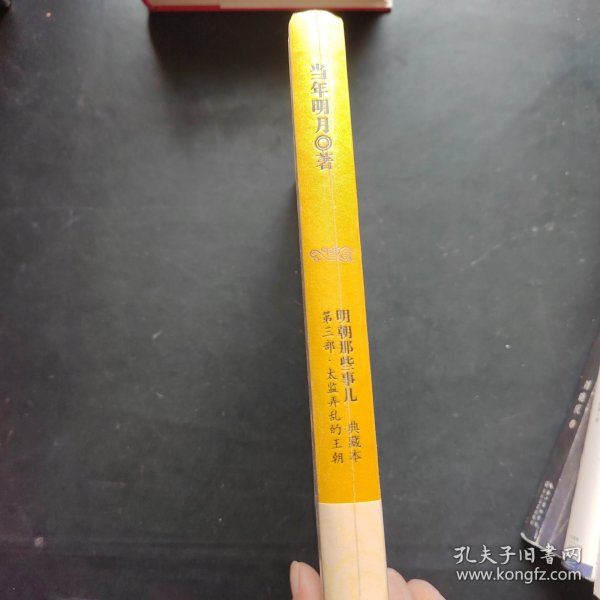 当年明月◎著
明朝那些事儿 典藏本
第三部·太监弄乱的王朝
孔夫子旧书网
www.kongfz.com